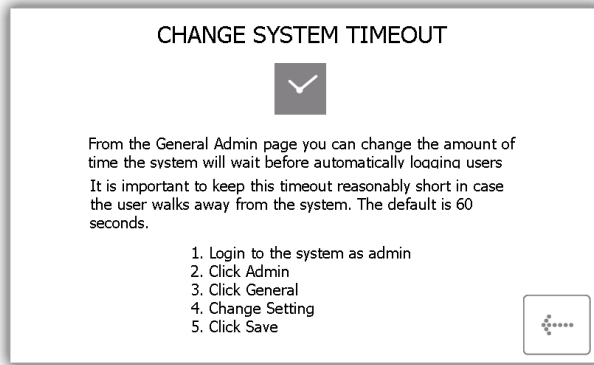 CHANGE SYSTEM TIMEOUT
From the General Admin page you can change the amount of
time the system will wait before automatically logging users
It is important to keep this timeout reasonably short in case
the user walks away from the system. The default is 60
seconds.
1. Login to the system as admin
2. Click Admin
3. Click General
4. Change Setting
5. Click Save